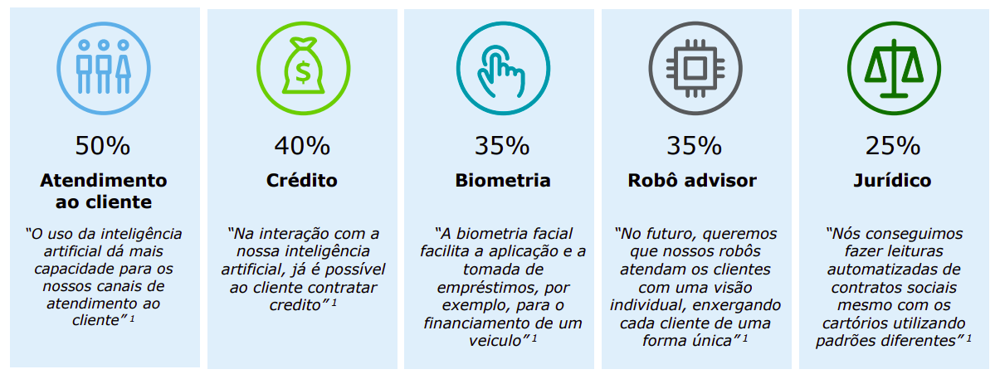 $
50%
Atendimento
ao cliente
“O uso da inteligência
artificial dá mais
capacidade para os
nossos canais de
atendimento ao
cliente” 1
40%
Crédito
“Na interação com a
nossa inteligência
artificial, já é possível
ao cliente contratar
credito” 1
35%
Biometria
“A biometria facial
facilita a aplicação e a
tomada de
empréstimos, por
exemplo, para o
financiamento de um
veiculo” 1
35%
Robô advisor
“No futuro, queremos
que nossos robôs
atendam os clientes
com uma visão
individual, enxergando
cada cliente de uma
forma única” 1
25%
Jurídico
“Nós conseguimos
fazer leituras
automatizadas de
contratos sociais
mesmo com os
cartórios utilizando
padrões diferentes” 1